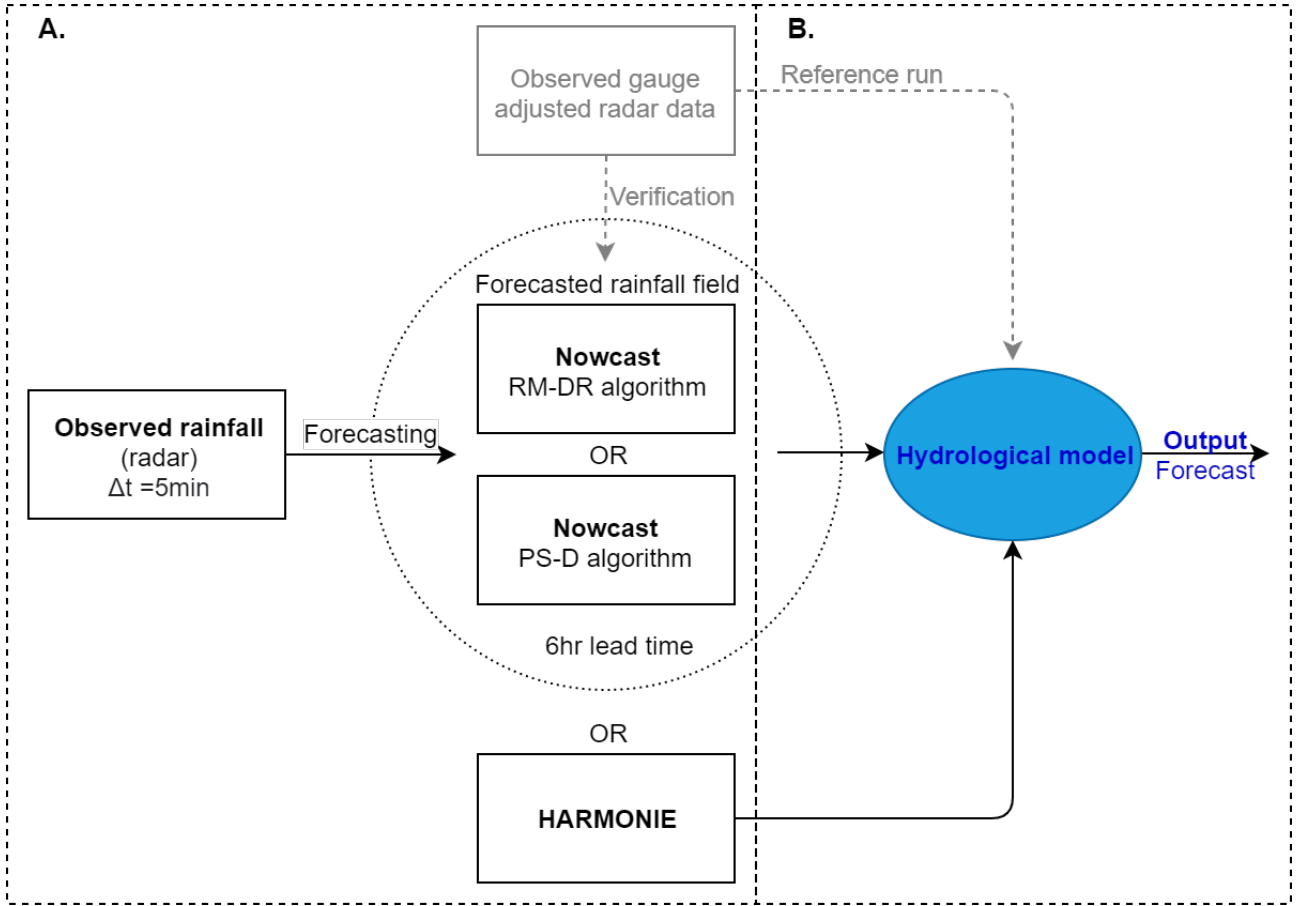 A.
B.
Observed gauge
adjusted radar data
Reference run
Verification
Forecasted rainfall field
Nowcast
RM-DR algorithm
Observed rainfall
(radar)
Δt =5min
Forecasting
OR
Nowcast
PS-D algorithm
6hr lead time
OR
HARMONIE
Hydrological model
Output
Forecast